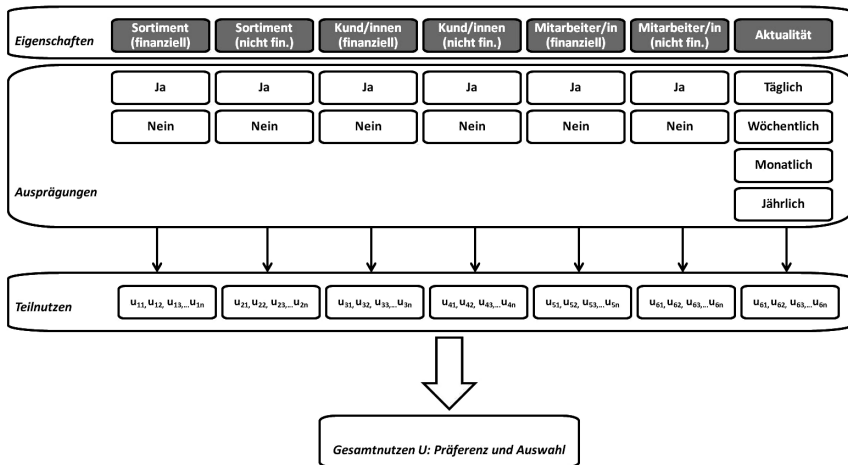 Eigenschaften
Sortiment
(finanziell)
Sortiment
(nicht fin.)
Kund/innen
(finanziell)
Kund/innen
(nicht fin.)
Mitarbeiter/in
(finanziell)
Mitarbeiter/in
(nicht fin.)
Aktualität
Ja
Ja
Ja
Ja
Ja
Ja
Täglich
Nein
Nein
Nein
Nein
Nein
Nein
Wöchentlich
Monatlich
Ausprägungen
Jährlich
Teilnutzen
u11, u12, u13,...u1n
u21, u22, u23,...u2n
u31, u32, u33,...u3n
u41, u42, u43,...u4n
u51, u52, u53,...u5n
u61, u62, u63,...u6n
u61, u62, u63,...u6n
Gesamtnutzen U: Präferenz und Auswahl